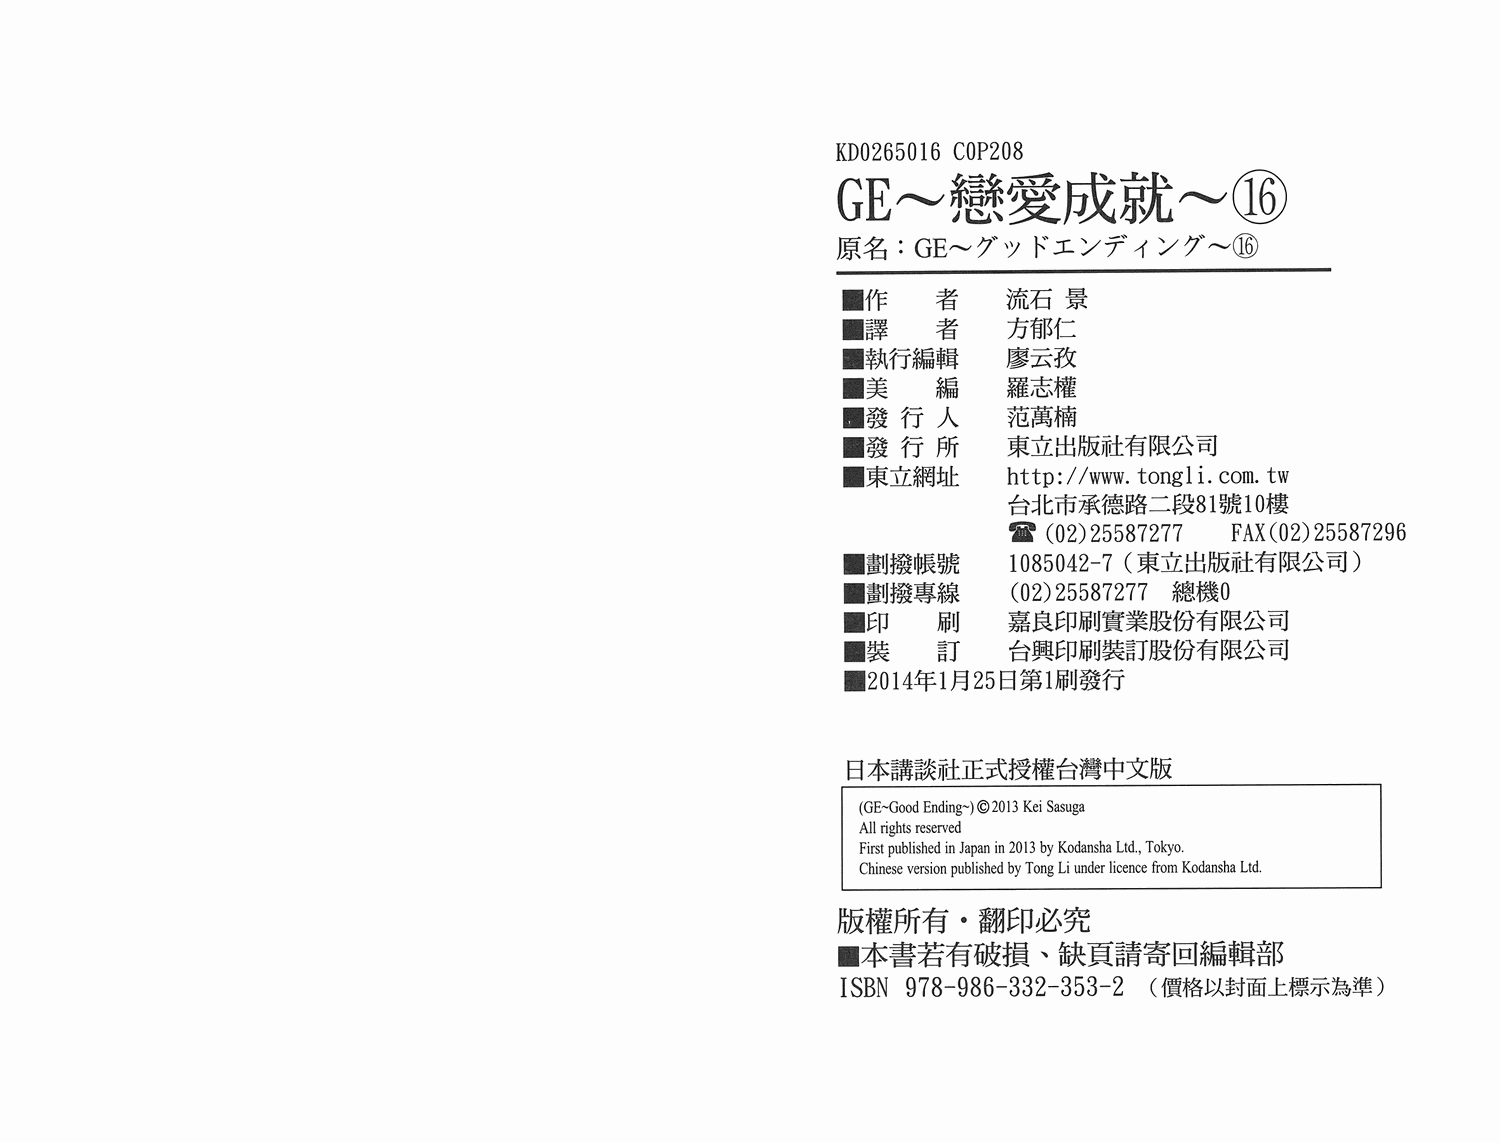 KD0265016 COP208
GE～戀愛成就～⑯
原名：GE～グッドエンディング～⑯
■作　　者　流石 景
■譯　　者　方郁仁
■執行編輯　廖云孜
■美　　編　羅志權
■發 行 人　范萬楠
■發 行 所　東立出版社有限公司
■東立網址　http://www.tongli.com.tw
台北市承德路二段81號10樓
☎(02)25587277　FAX(02)25587296
■劃撥帳號　1085042-7（東立出版社有限公司）
■劃撥專線　(02)25587277　總機0
■印　　刷　嘉良印刷實業股份有限公司
■裝　　訂　台興印刷裝訂股份有限公司
■2014年1月25日第1刷發行
日本講談社正式授權台灣中文版
(GE~Good Ending~)©2013 Kei Sasuga
All rights reserved
First published in Japan in 2013 by Kodansha Ltd., Tokyo.
Chinese version published by Tong Li under licence from Kodansha Ltd.
版權所有・翻印必究
■本書若有破損、缺頁請寄回編輯部
ISBN 978-986-332-353-2（價格以封面上標示為準）